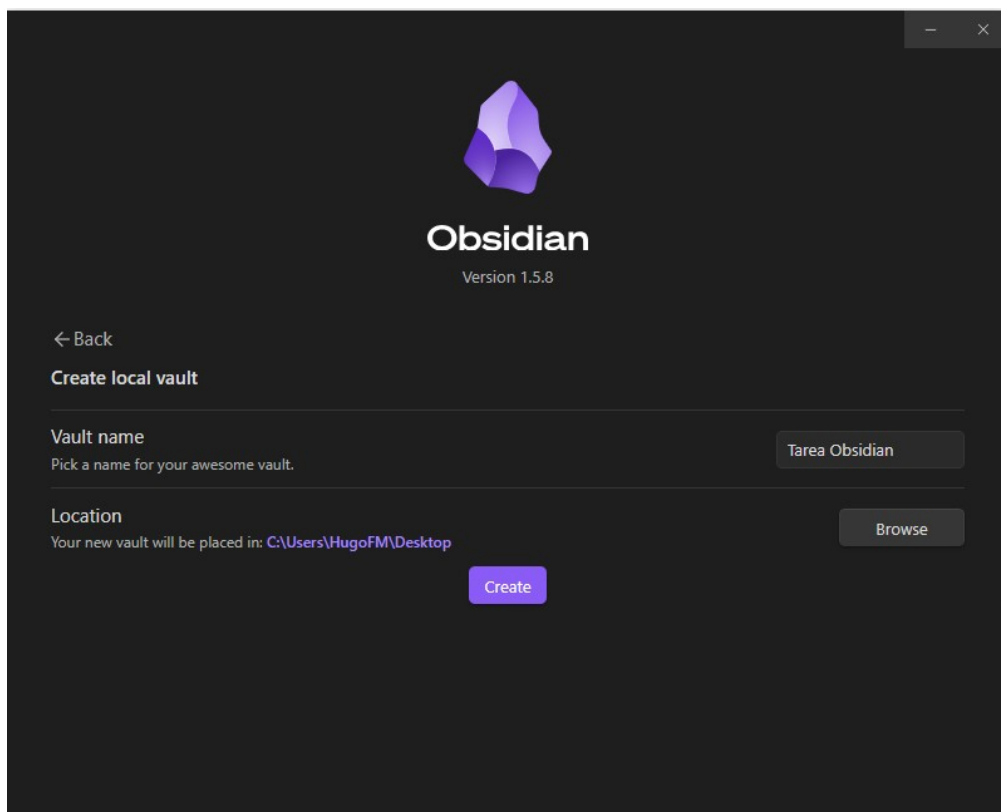 Obsidian
Version 1.5.8
Back
Create local vault
Vault name
Pick a name for your awesome vault.
Tarea Obsidian
Location
Your new vault will be placed in: C:\Users\HugoFM\Desktop
Browse
Create